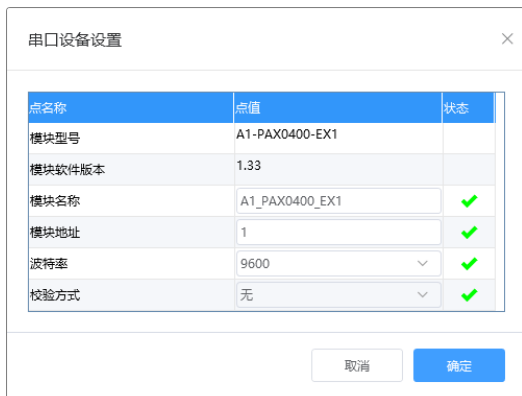 串口设备设置
点名称 点值 状态
模块型号 A1-PAX0400-EX1
模块软件版本 1.33
模块名称 A1_PAX0400_EX1
模块地址 1
波特率 9600
校验方式 无
取消 确定